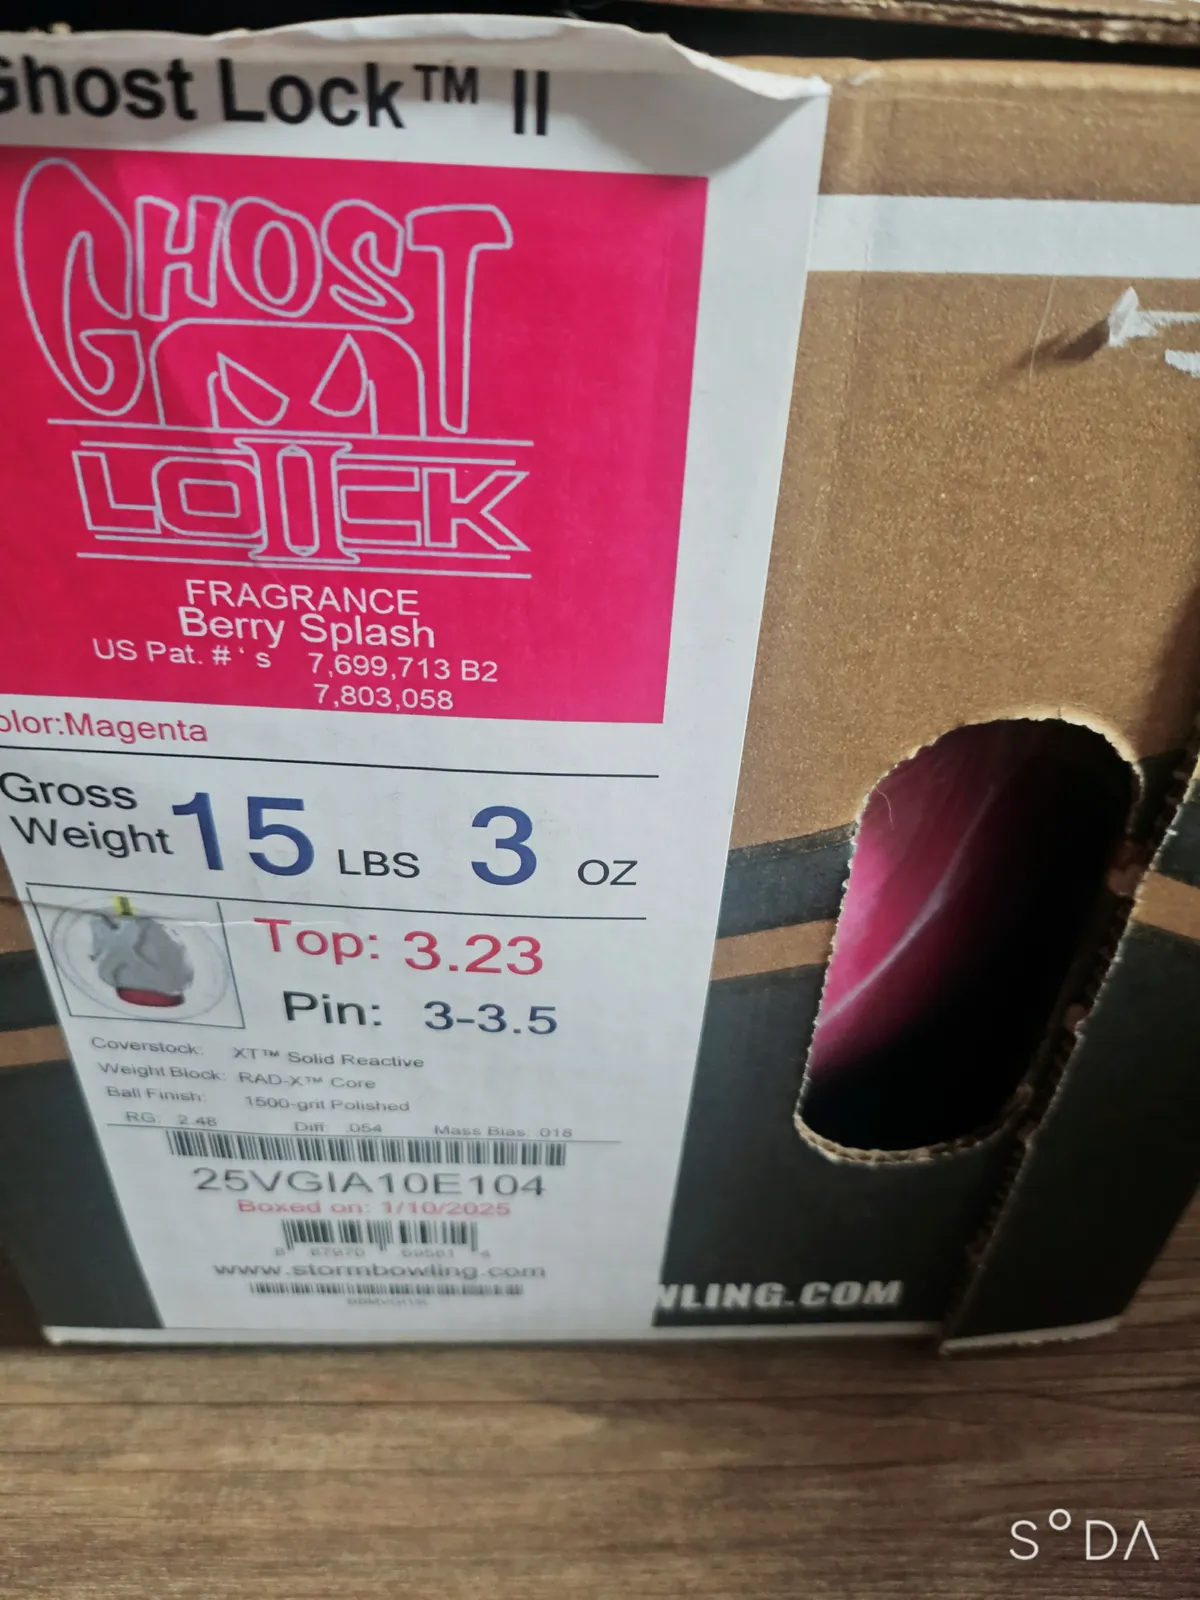 Ghost Lock™ II
GHOST
LOIICK
FRAGRANCE
Berry Splash
US Pat. #'s 7,699,713 B2
7,803,058
olor:Magenta
Gross
Weight
15 LBS 3 OZ
Top: 3.23
Pin: 3-3.5
Coverstock: XT™ Solid Reactive
Weight Block: RAD-X™ Core
Ball Finish: 1500-grit Polished
RG: 2.48 Diff: .054 Mass Bias: .018
25VGIA10E104
Boxed on: 1/10/2025
www.stormbowling.com
WLING.COM
S°DA